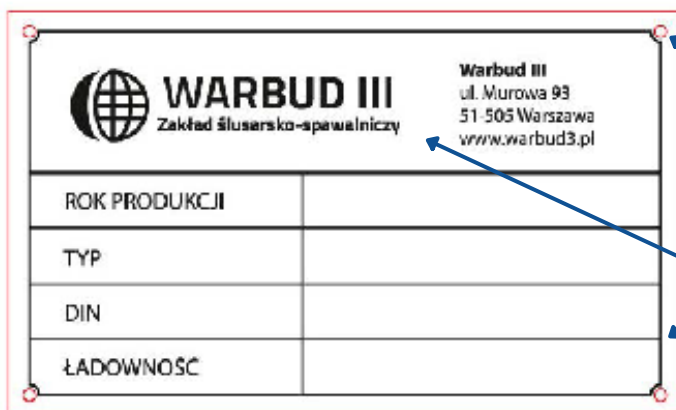 WARBUD III
Zakład ślusarsko-spawalniczy
Warbud III
ul. Murowa 93
51-505 Warszawa
www.warbud3.pl
ROK PRODUKCJI
TYP
DIN
ŁADOWNOŚĆ